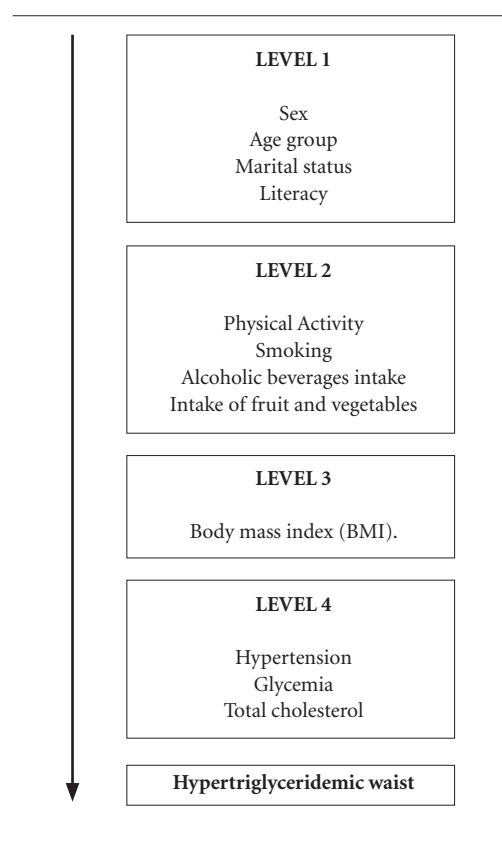 LEVEL 1
Sex
Age group
Marital status
Literacy
LEVEL 2
Physical Activity
Smoking
Alcoholic beverages intake
Intake of fruit and vegetables
LEVEL 3
Body mass index (BMI).
LEVEL 4
Hypertension
Glycemia
Total cholesterol
Hypertriglyceridemic waist